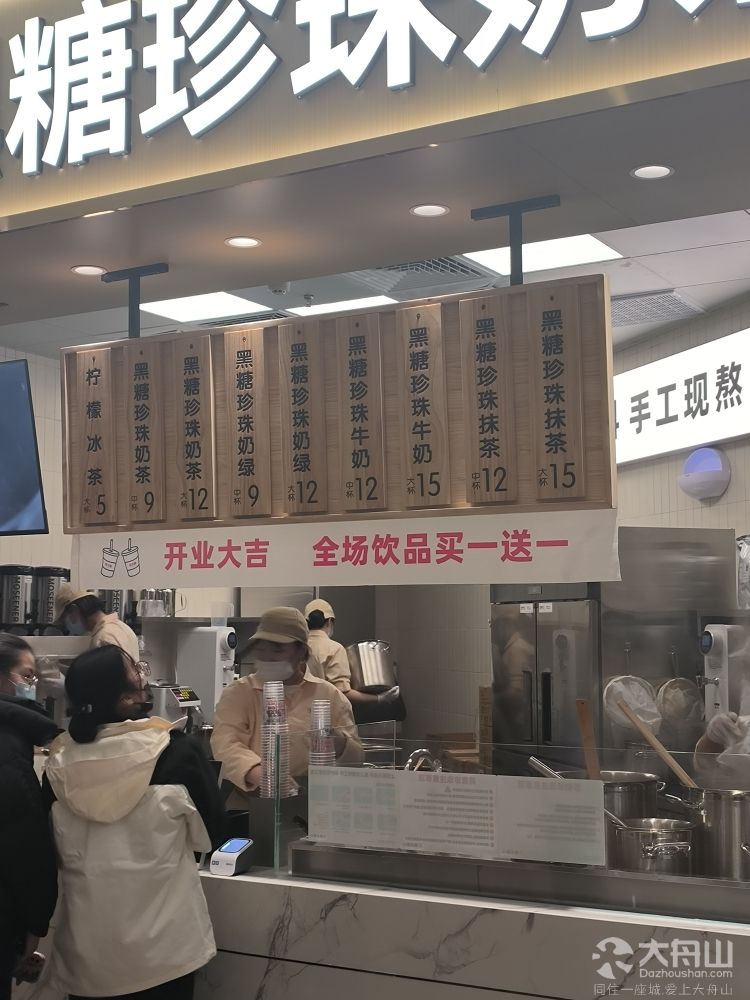 糖珍珠奶
手工现熬
柠檬冰茶 大杯 5
黑糖珍珠奶茶 中杯 9
黑糖珍珠奶茶 大杯 12
黑糖珍珠奶绿 中杯 9
黑糖珍珠奶绿 大杯 12
黑糖珍珠牛奶 中杯 12
黑糖珍珠牛奶 大杯 15
黑糖珍珠抹茶 中杯 12
黑糖珍珠抹茶 大杯 15
开业大吉 全场饮品买一送一
大舟山
Dazhoushan.com
同住一座城,爱上大舟山